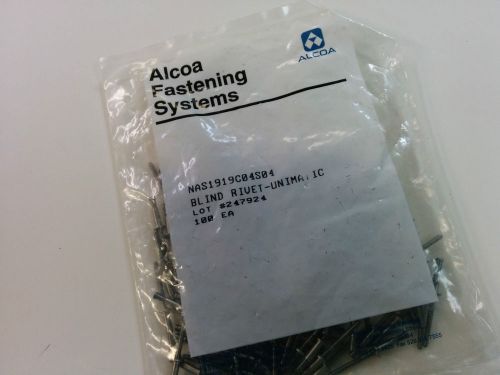 ALCOA
Alcoa
Fastening
Systems
NAS1919C04S04
BLIND RIVET-UNIMATIC
LOT #247924
100 EA